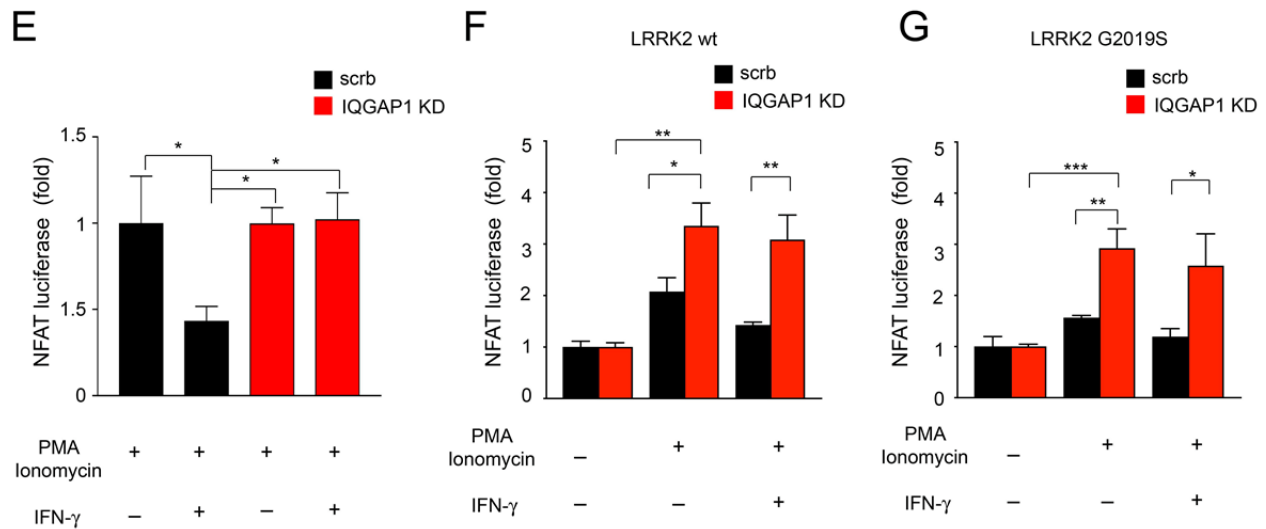 E
scrb
IQGAP1 KD
NFAT luciferase (fold)
1.5
1
1.5
0
*
*
*
PMA
Ionomycin
+ + + +
IFN-γ
– + – +
F
LRRK2 wt
scrb
IQGAP1 KD
NFAT luciferase (fold)
5
4
3
2
1
0
**
*
**
PMA
Ionomycin
– + +
IFN-γ
– +
G
LRRK2 G2019S
scrb
IQGAP1 KD
NFAT luciferase (fold)
5
4
3
2
1
0
***
**
*
PMA
Ionomycin
– + +
IFN-γ
– +